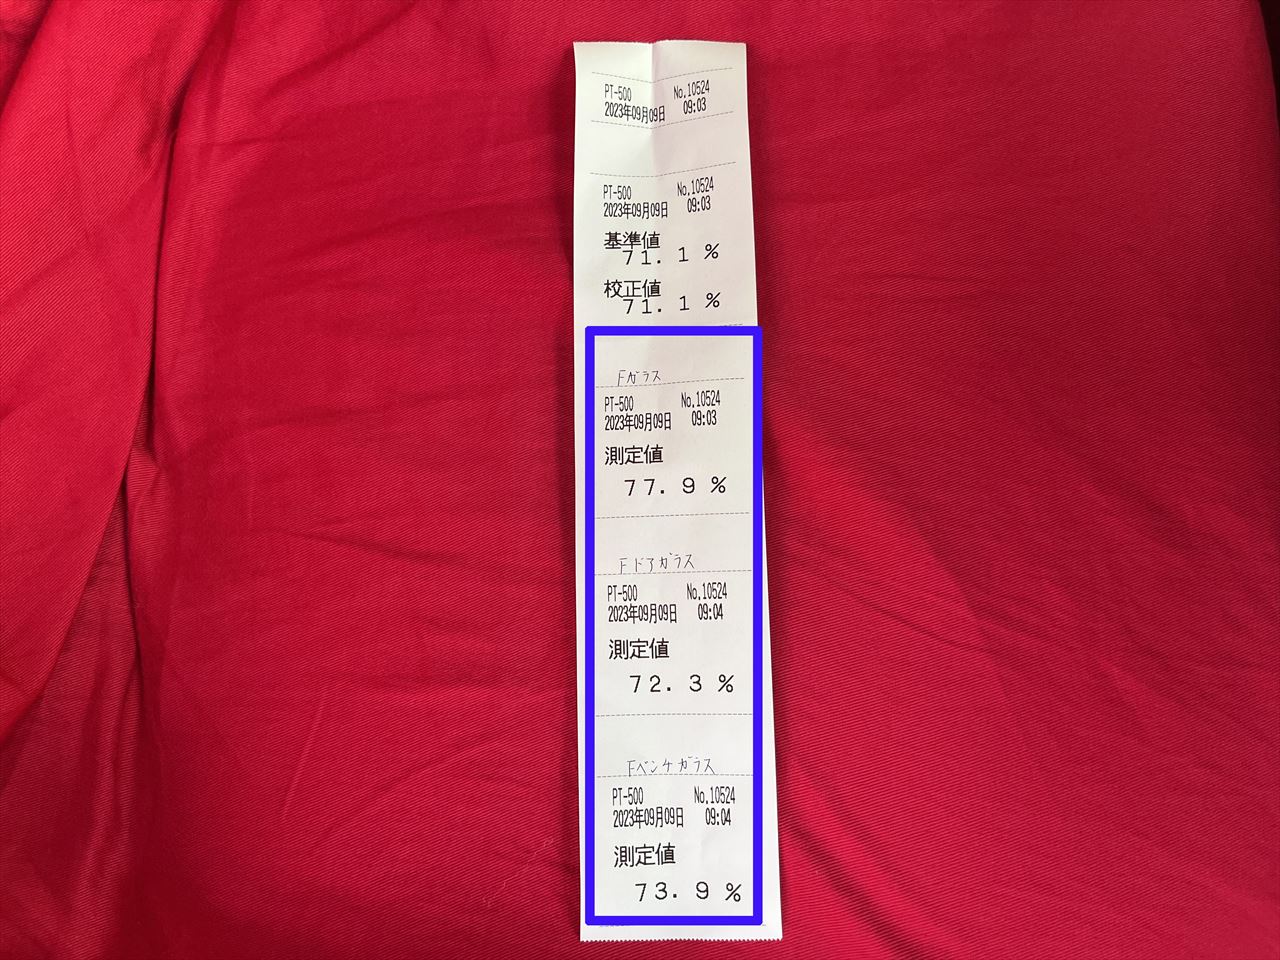 PT-500 No.10524
2023年09月09日 09:03
PT-500 No.10524
2023年09月09日 09:03
基準値
71.1 %
校正値
71.1 %
Fガラス
PT-500 No.10524
2023年09月09日 09:03
測定値
77.9 %
Fドアガラス
PT-500 No.10524
2023年09月09日 09:04
測定値
72.3 %
Fベンチガラス
PT-500 No.10524
2023年09月09日 09:04
測定値
73.9 %